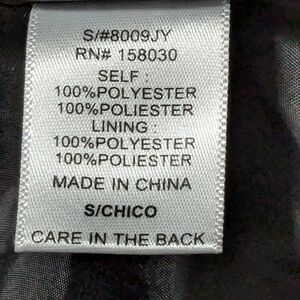 S/#8009JY
RN# 158030
SELF :
100%POLYESTER
100%POLIESTER
LINING :
100%POLYESTER
100%POLIESTER
MADE IN CHINA
S/CHICO
CARE IN THE BACK